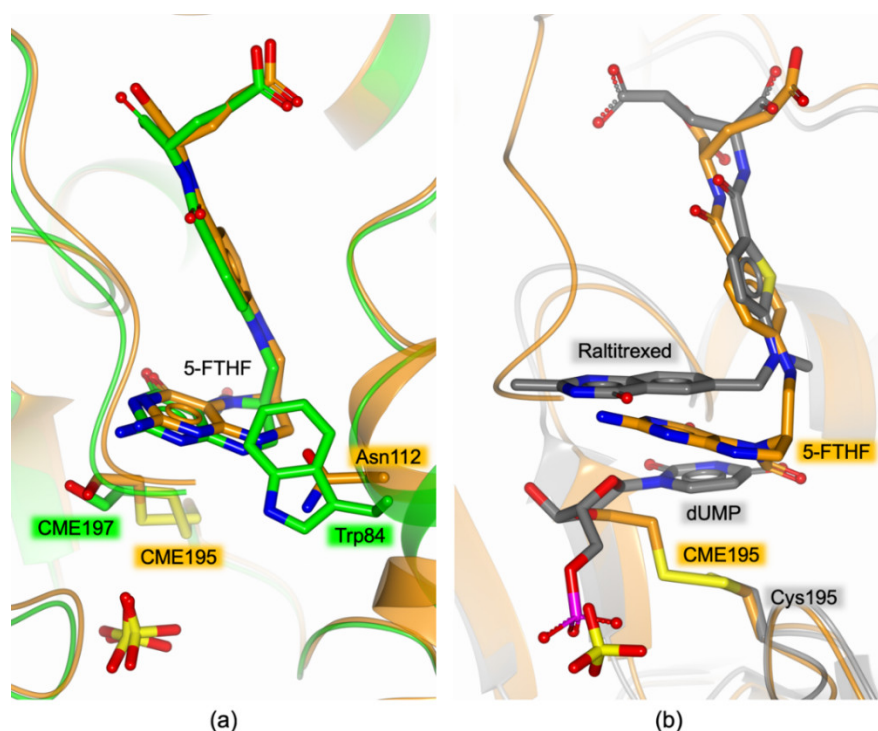 5-FTHF
Asn112
CME197
CME195
Trp84
(a)
Raltitrexed
5-FTHF
dUMP
CME195
Cys195
(b)